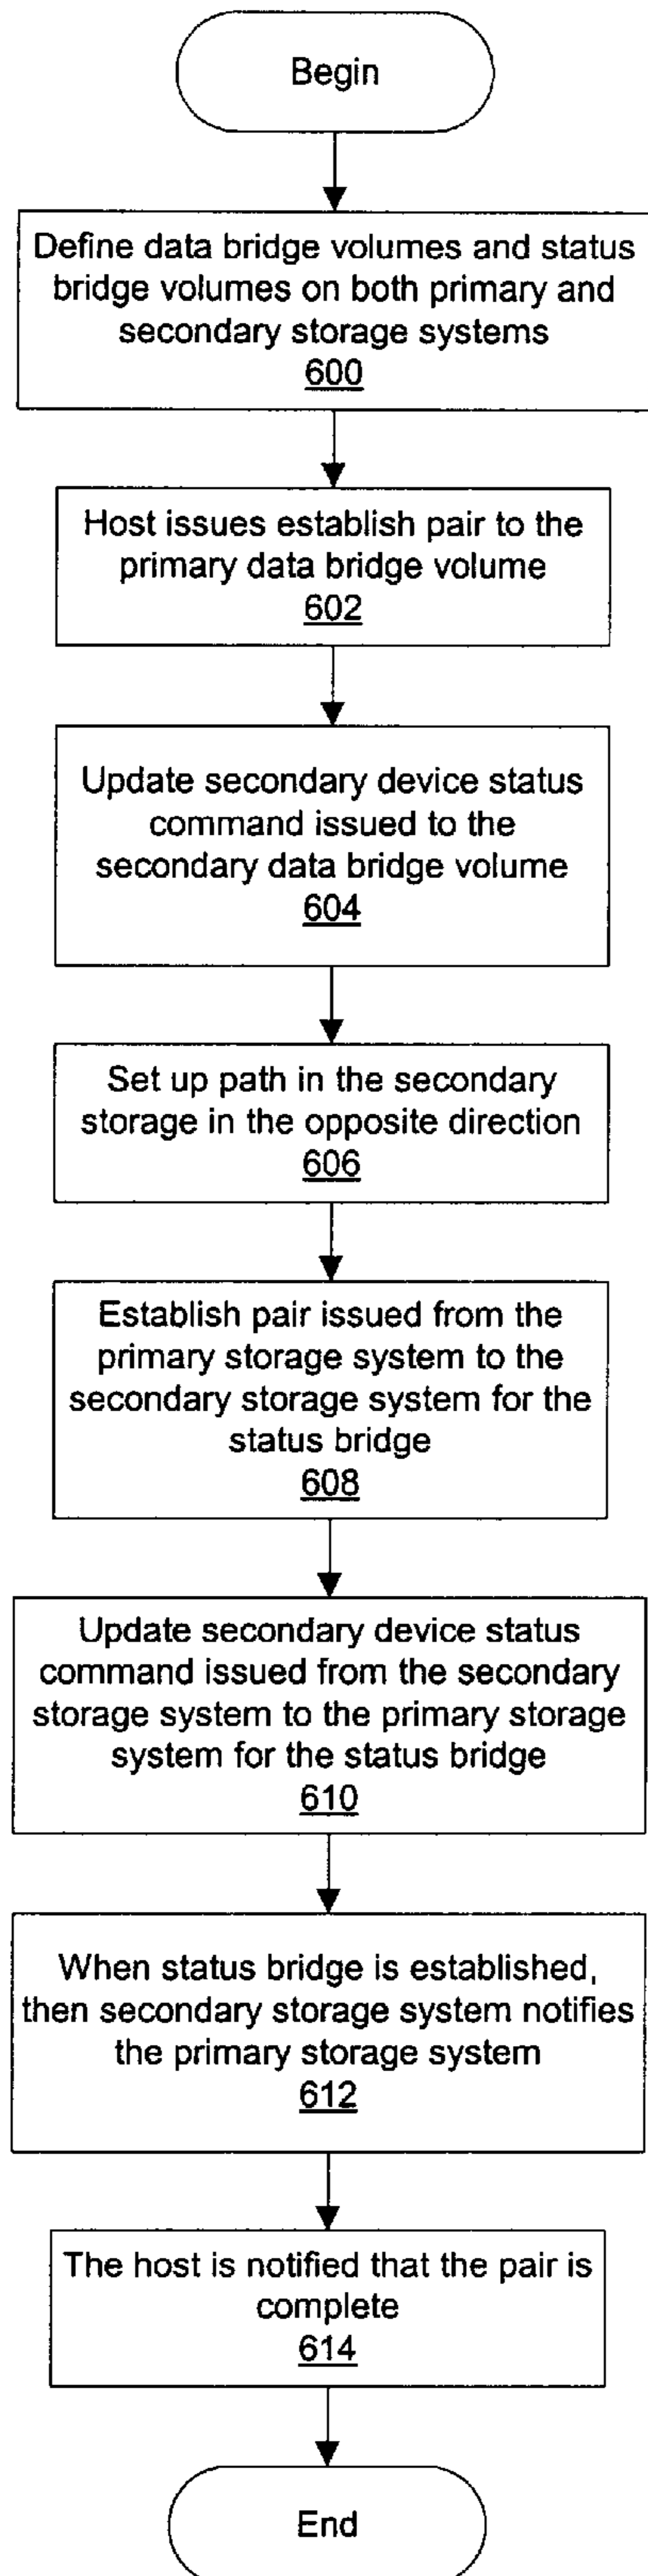 Begin
Define data bridge volumes and status
bridge volumes on both primary and
secondary storage systems
600
Host issues establish pair to the
primary data bridge volume
602
Update secondary device status
command issued to the
secondary data bridge volume
604
Set up path in the secondary
storage in the opposite direction
606
Establish pair issued from the
primary storage system to the
secondary storage system for the
status bridge
608
Update secondary device status
command issued from the secondary
storage system to the primary storage
system for the status bridge
610
When status bridge is established,
then secondary storage system notifies
the primary storage system
612
The host is notified that the pair is
complete
614
End